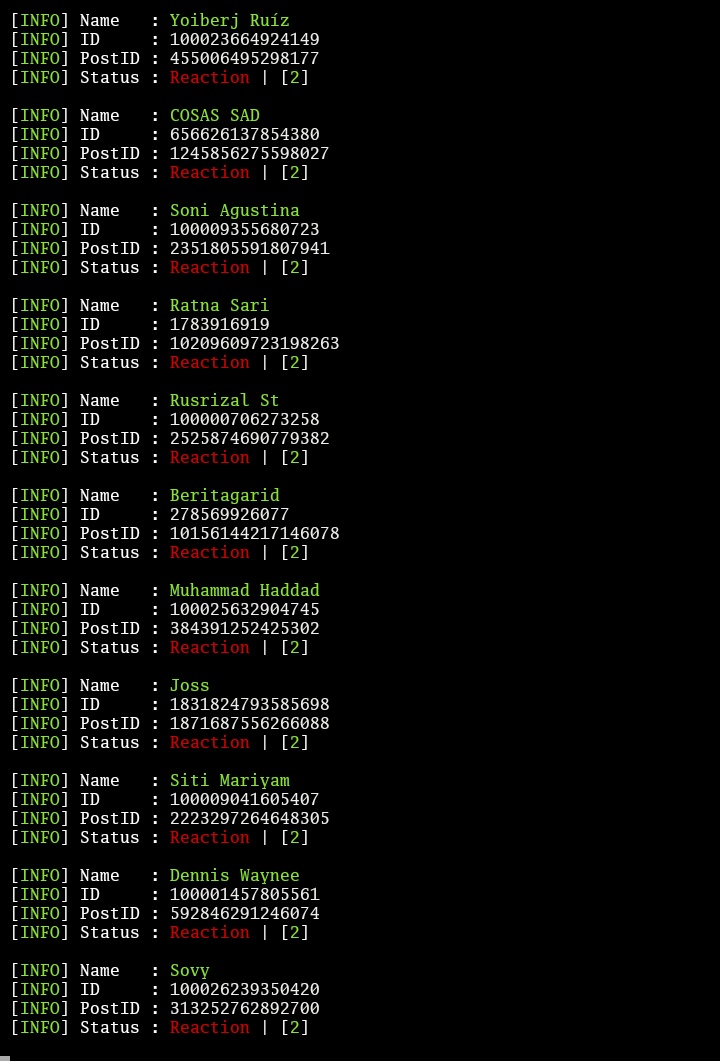 [INFO] Name   : Yoiberj Ruíz
[INFO] ID     : 100023664924149
[INFO] PostID : 455006495298177
[INFO] Status : Reaction | [2]

[INFO] Name   : COSAS SAD
[INFO] ID     : 656626137854380
[INFO] PostID : 1245856275598027
[INFO] Status : Reaction | [2]

[INFO] Name   : Soni Agustina
[INFO] ID     : 100009355680723
[INFO] PostID : 2351805591807941
[INFO] Status : Reaction | [2]

[INFO] Name   : Ratna Sari
[INFO] ID     : 1783916919
[INFO] PostID : 10209609723198263
[INFO] Status : Reaction | [2]

[INFO] Name   : Rusrizal St
[INFO] ID     : 100000706273258
[INFO] PostID : 2525874690779382
[INFO] Status : Reaction | [2]

[INFO] Name   : Beritagarid
[INFO] ID     : 278569926077
[INFO] PostID : 10156144217146078
[INFO] Status : Reaction | [2]

[INFO] Name   : Muhammad Haddad
[INFO] ID     : 100025632904745
[INFO] PostID : 384391252425302
[INFO] Status : Reaction | [2]

[INFO] Name   : Joss
[INFO] ID     : 1831824793585698
[INFO] PostID : 1871687556266088
[INFO] Status : Reaction | [2]

[INFO] Name   : Siti Mariyam
[INFO] ID     : 100009041605407
[INFO] PostID : 2223297264648305
[INFO] Status : Reaction | [2]

[INFO] Name   : Dennis Waynee
[INFO] ID     : 100001457805561
[INFO] PostID : 592846291246074
[INFO] Status : Reaction | [2]

[INFO] Name   : Sovy
[INFO] ID     : 100026239350420
[INFO] PostID : 313252762892700
[INFO] Status : Reaction | [2]